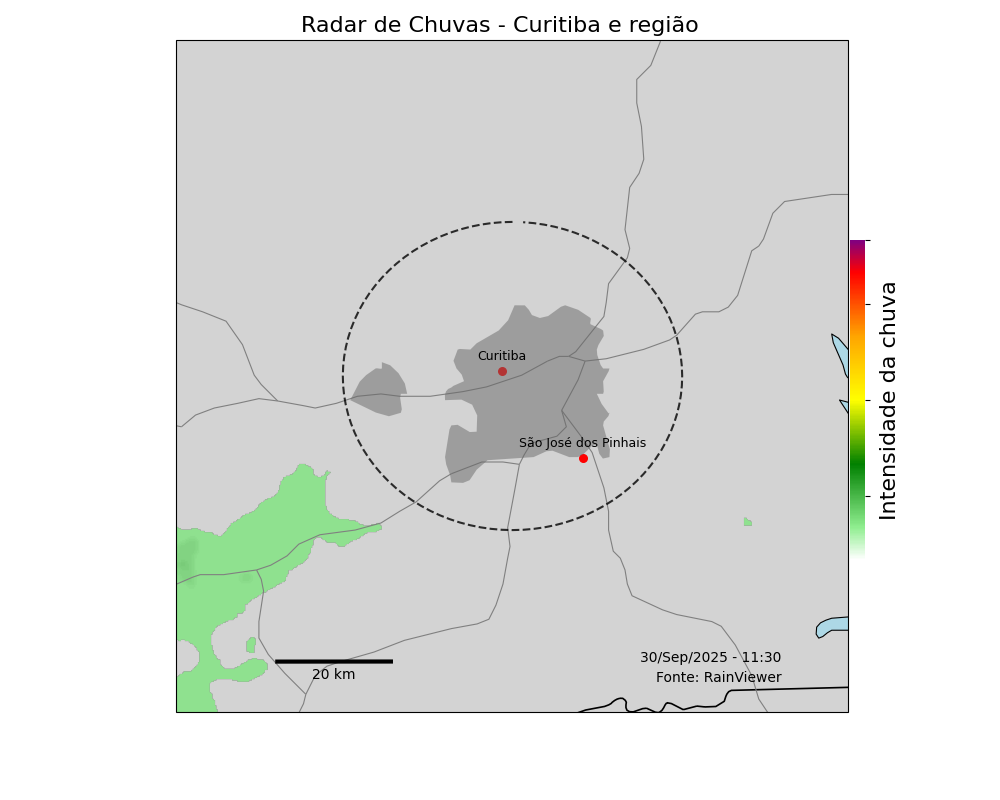 Radar de Chuvas - Curitiba e região
Curitiba
São José dos Pinhais
Intensidade da chuva
20 km
30/Sep/2025 - 11:30
Fonte: RainViewer